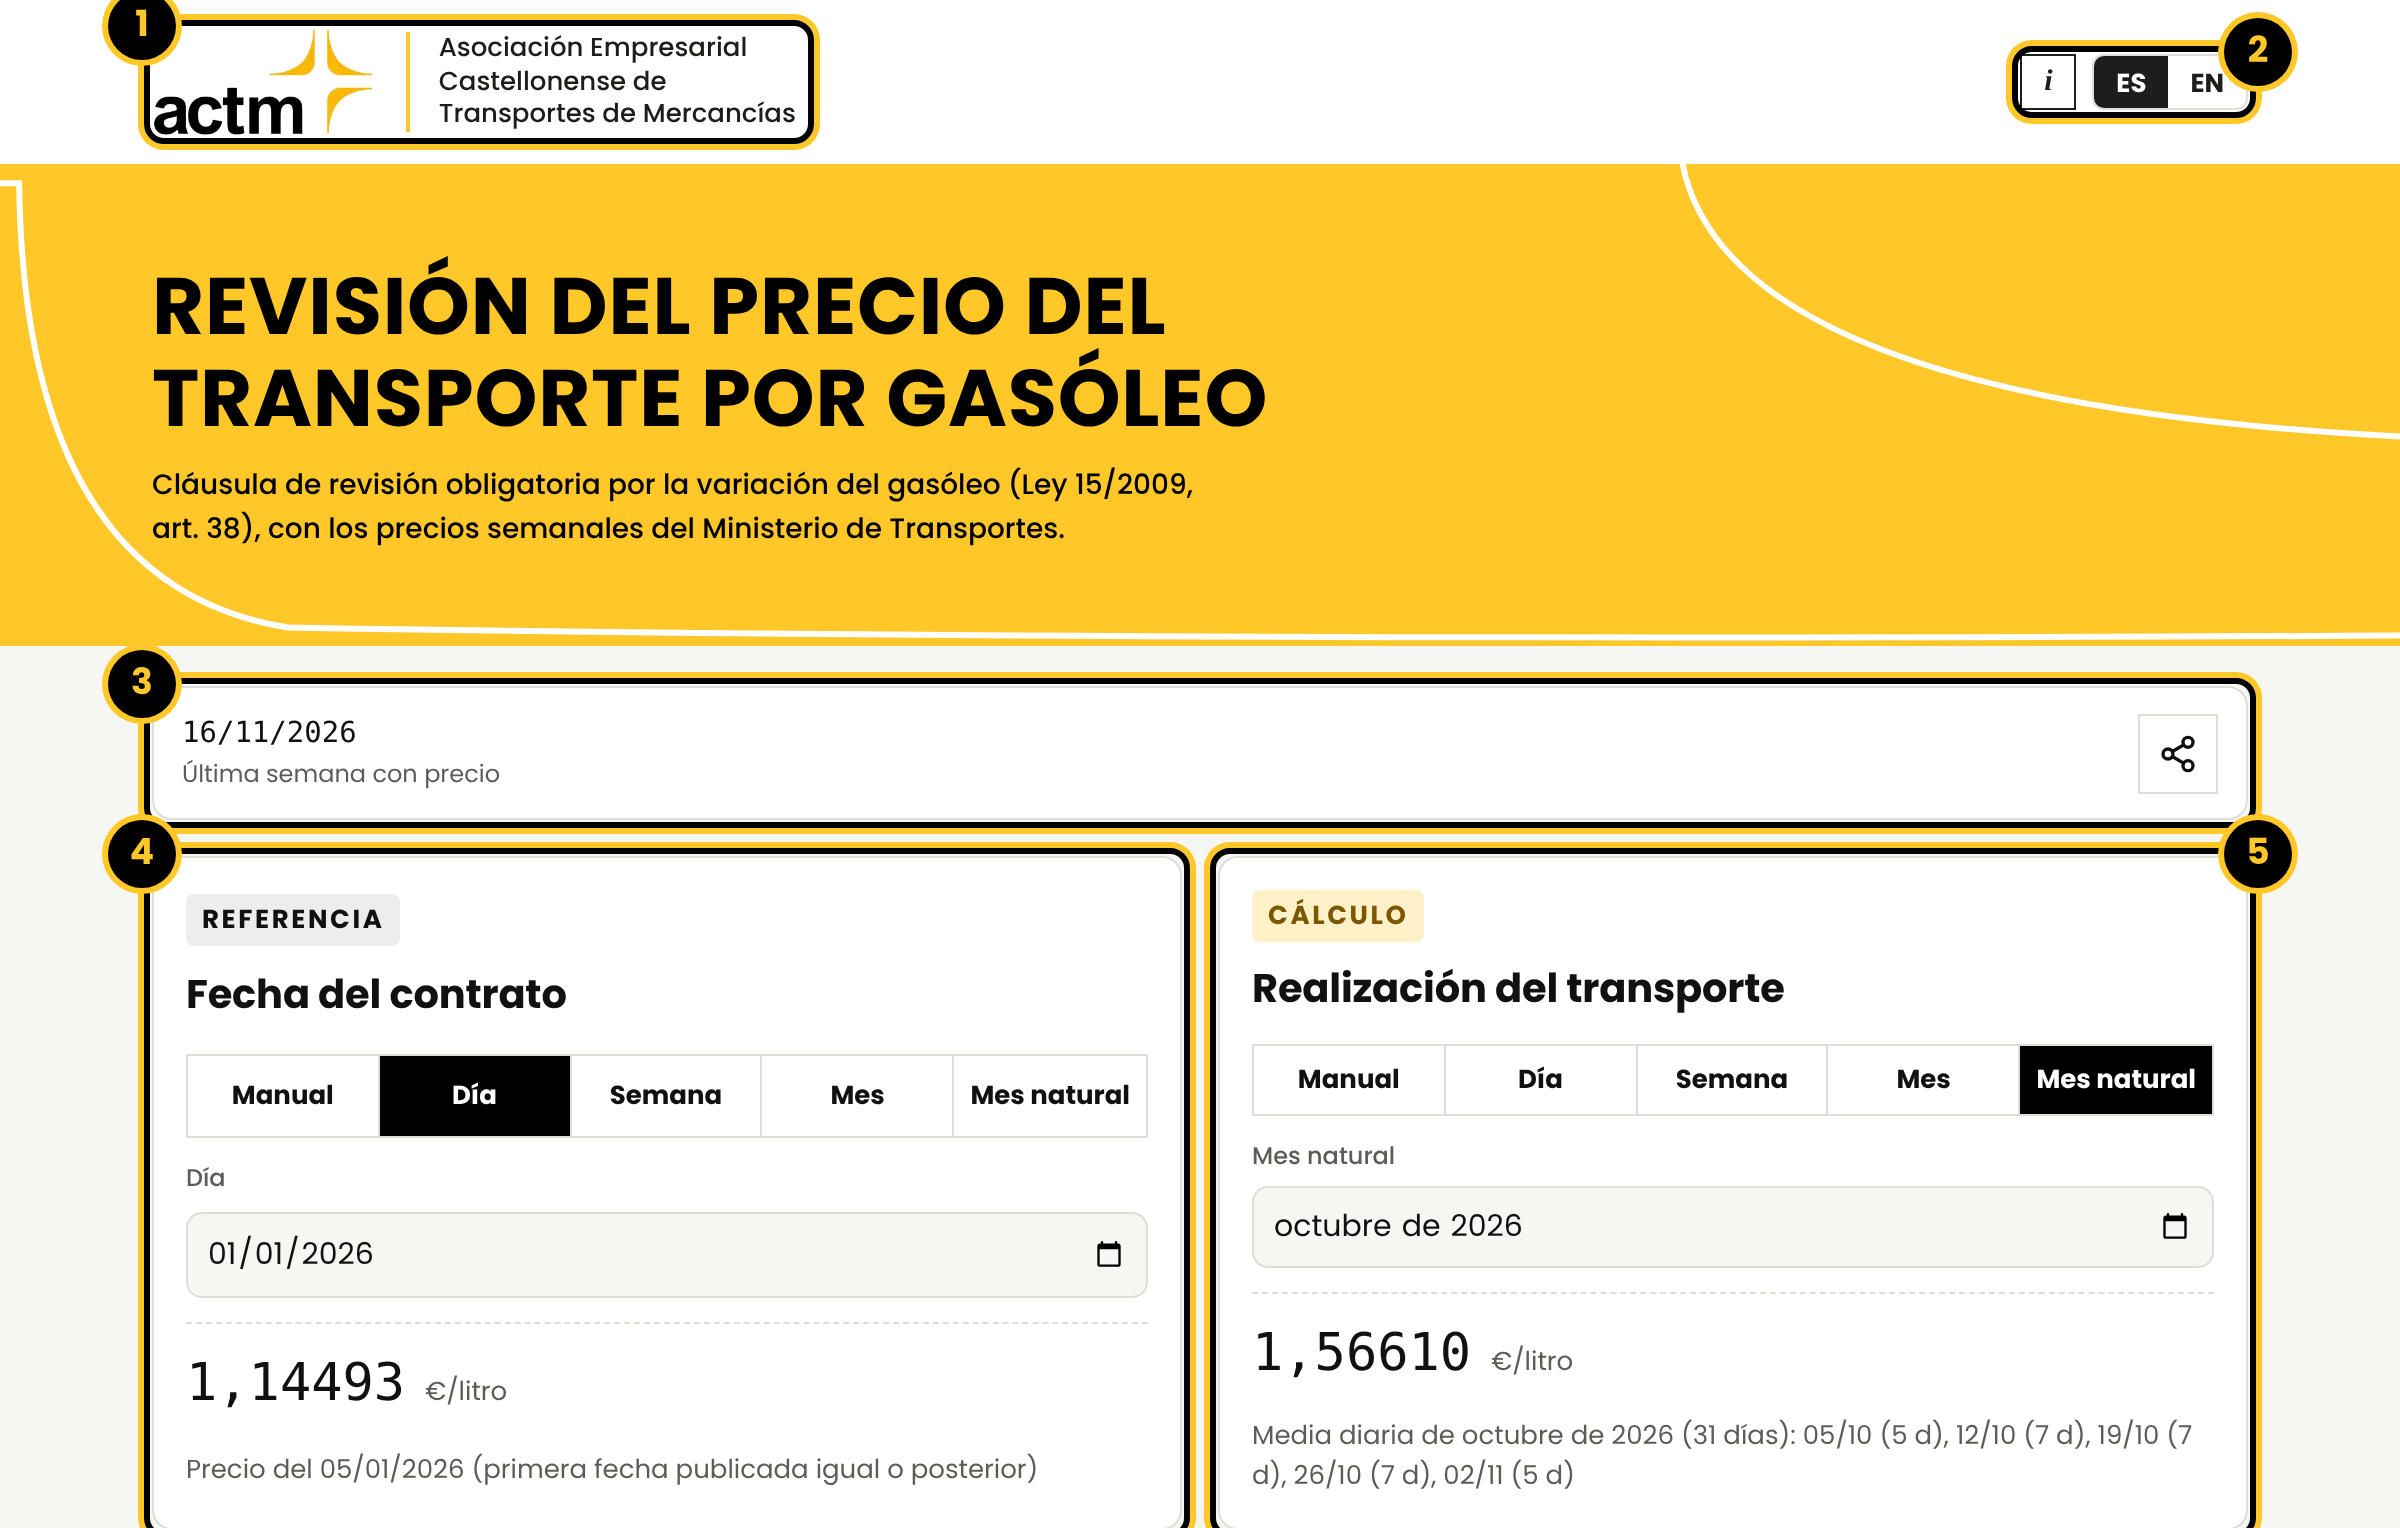 1
actm
Asociación Empresarial
Castellonense de
Transportes de Mercancías
i
ES
EN
2
REVISIÓN DEL PRECIO DEL
TRANSPORTE POR GASÓLEO
Cláusula de revisión obligatoria por la variación del gasóleo (Ley 15/2009,
art. 38), con los precios semanales del Ministerio de Transportes.
3
16/11/2026
Última semana con precio
4
REFERENCIA
Fecha del contrato
Manual
Día
Semana
Mes
Mes natural
Día
01/01/2026
1,14493 €/litro
Precio del 05/01/2026 (primera fecha publicada igual o posterior)
5
CÁLCULO
Realización del transporte
Manual
Día
Semana
Mes
Mes natural
Mes natural
octubre de 2026
1,56610 €/litro
Media diaria de octubre de 2026 (31 días): 05/10 (5 d), 12/10 (7 d), 19/10 (7
d), 26/10 (7 d), 02/11 (5 d)